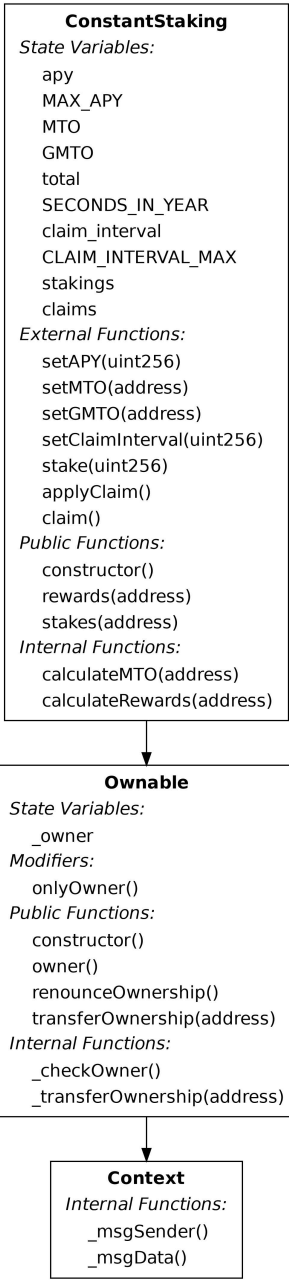 ConstantStaking
State Variables:
apy
MAX_APY
MTO
GMTO
total
SECONDS_IN_YEAR
claim_interval
CLAIM_INTERVAL_MAX
stakings
claims
External Functions:
setAPY(uint256)
setMTO(address)
setGMTO(address)
setClaimInterval(uint256)
stake(uint256)
applyClaim()
claim()
Public Functions:
constructor()
rewards(address)
stakes(address)
Internal Functions:
calculateMTO(address)
calculateRewards(address)
Ownable
State Variables:
_owner
Modifiers:
onlyOwner()
Public Functions:
constructor()
owner()
renounceOwnership()
transferOwnership(address)
Internal Functions:
_checkOwner()
_transferOwnership(address)
Context
Internal Functions:
_msgSender()
_msgData()